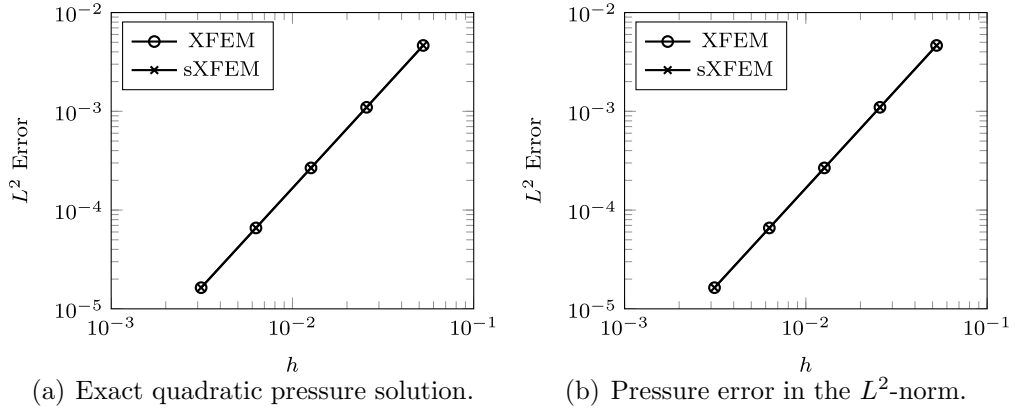 10^{-2}
10^{-3}
10^{-4}
10^{-5}
L^2 Error
XFEM
sXFEM
10^{-3}
10^{-2}
10^{-1}
h
(a) Exact quadratic pressure solution.
10^{-2}
10^{-3}
10^{-4}
10^{-5}
L^2 Error
XFEM
sXFEM
10^{-3}
10^{-2}
10^{-1}
h
(b) Pressure error in the L^2-norm.